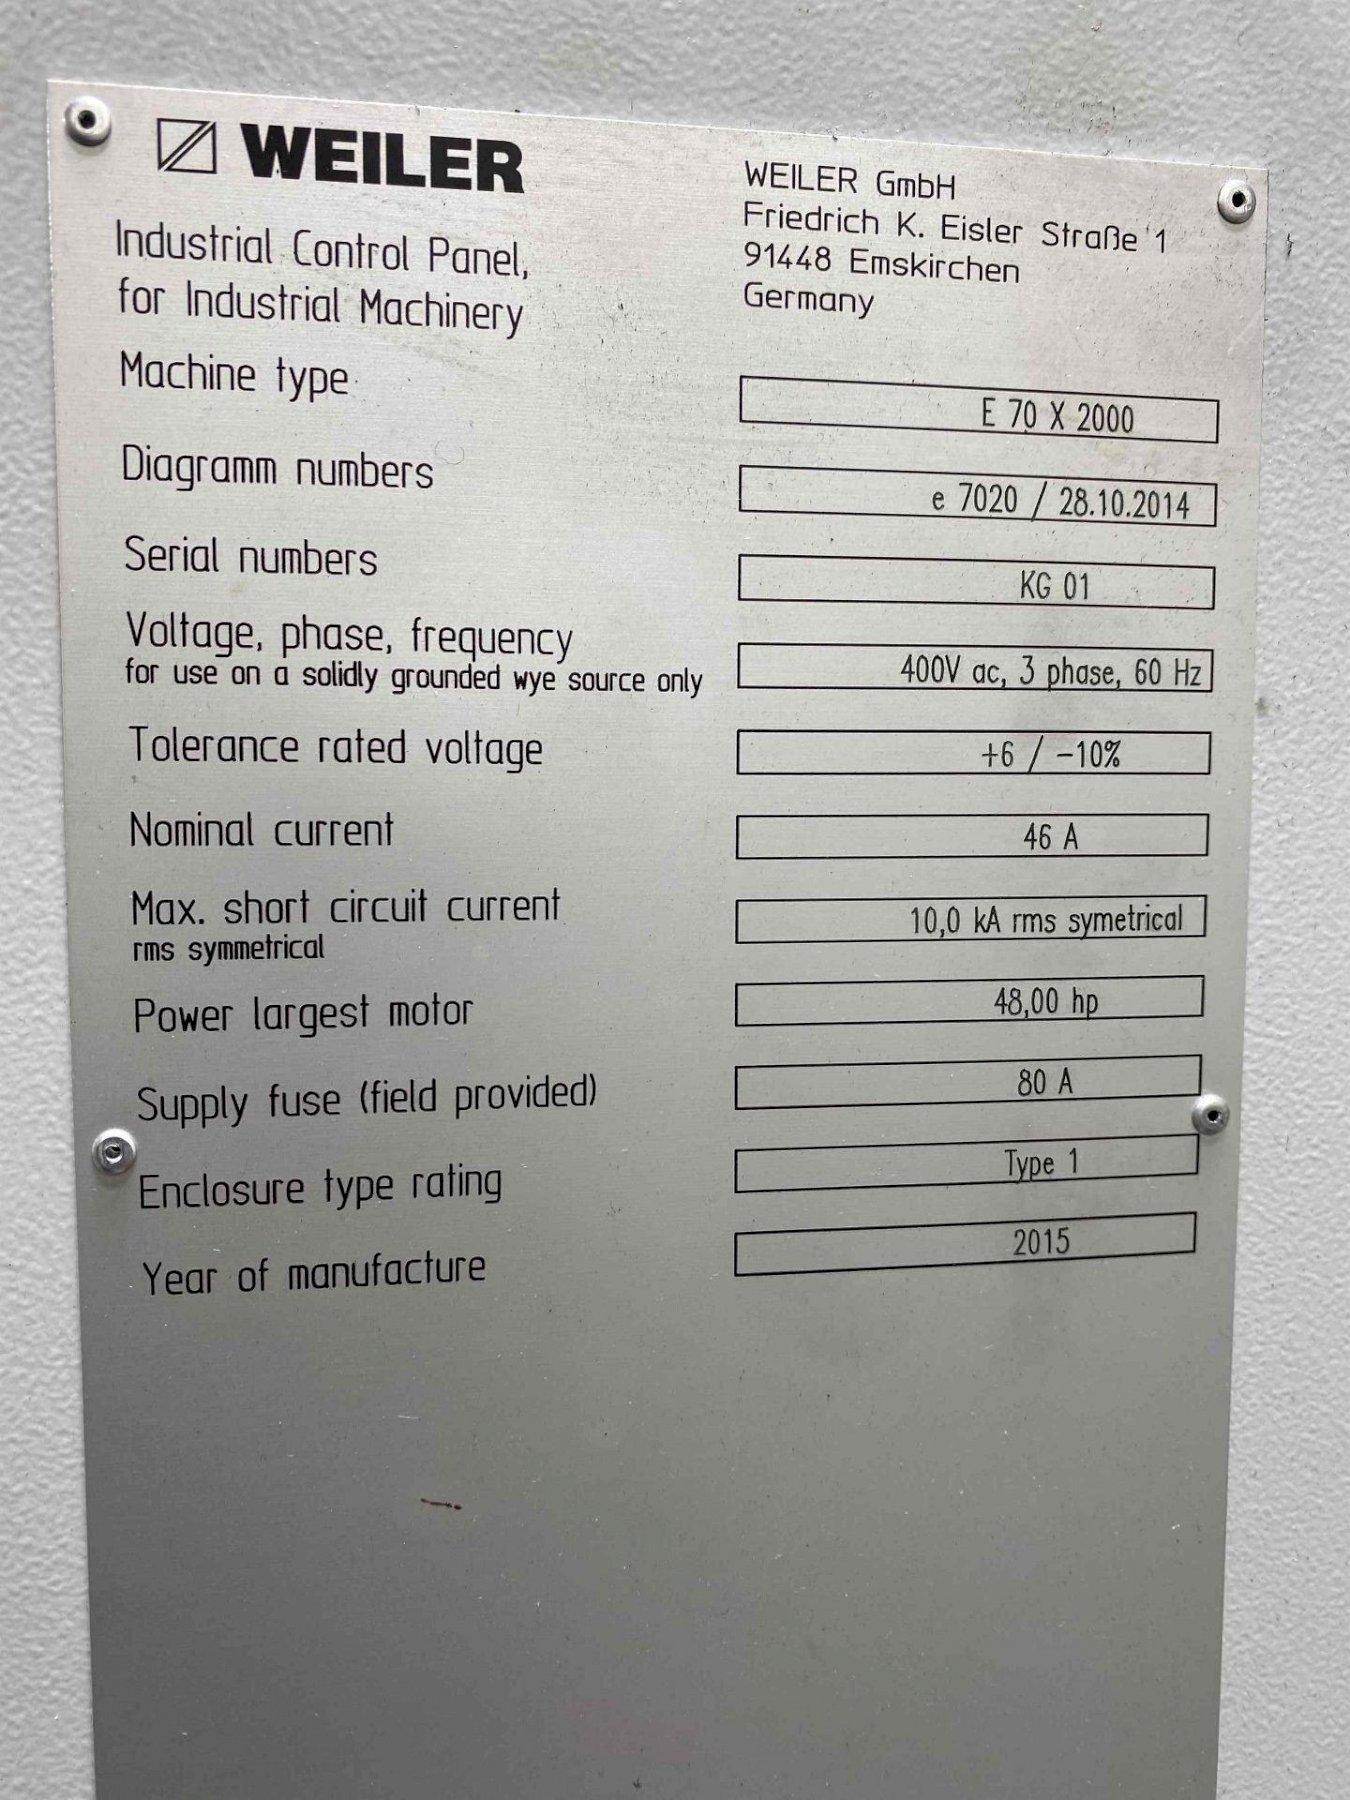 WEILER
WEILER GmbH
Friedrich K. Eisler Straße 1
91448 Emskirchen
Germany
Industrial Control Panel,
for Industrial Machinery
Machine type
E 70 X 2000
Diagramm numbers
e 7020 / 28.10.2014
Serial numbers
KG 01
Voltage, phase, frequency
for use on a solidly grounded wye source only
400V ac, 3 phase, 60 Hz
Tolerance rated voltage
+6 / -10%
Nominal current
46 A
Max. short circuit current
rms symmetrical
10,0 kA rms symetrical
Power largest motor
48,00 hp
Supply fuse (field provided)
80 A
Enclosure type rating
Type 1
Year of manufacture
2015